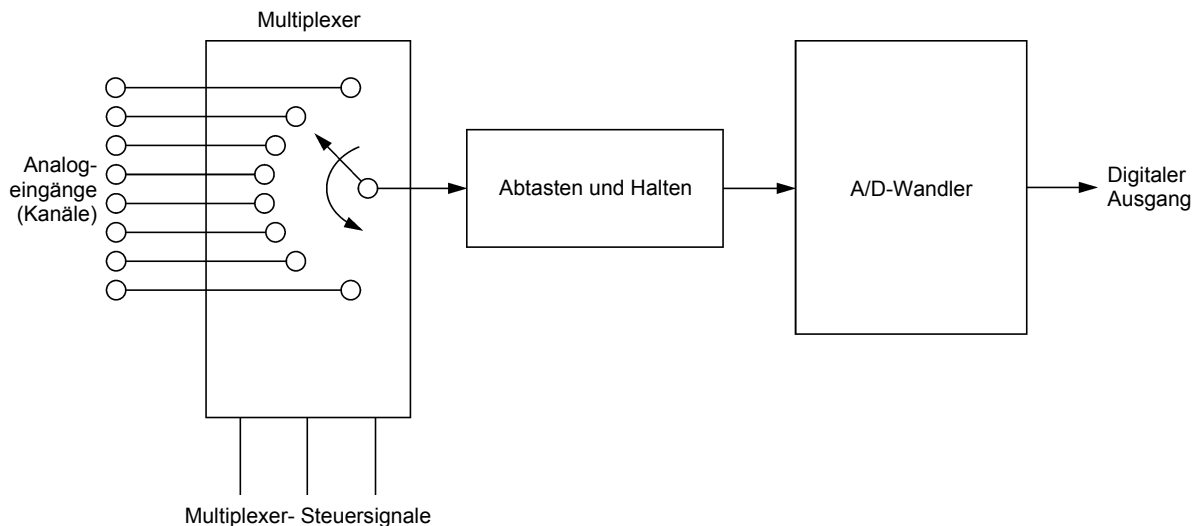 Multiplexer
Analog-
eingänge
(Kanäle)
Abtasten und Halten
A/D-Wandler
Digitaler
Ausgang
Multiplexer- Steuersignale